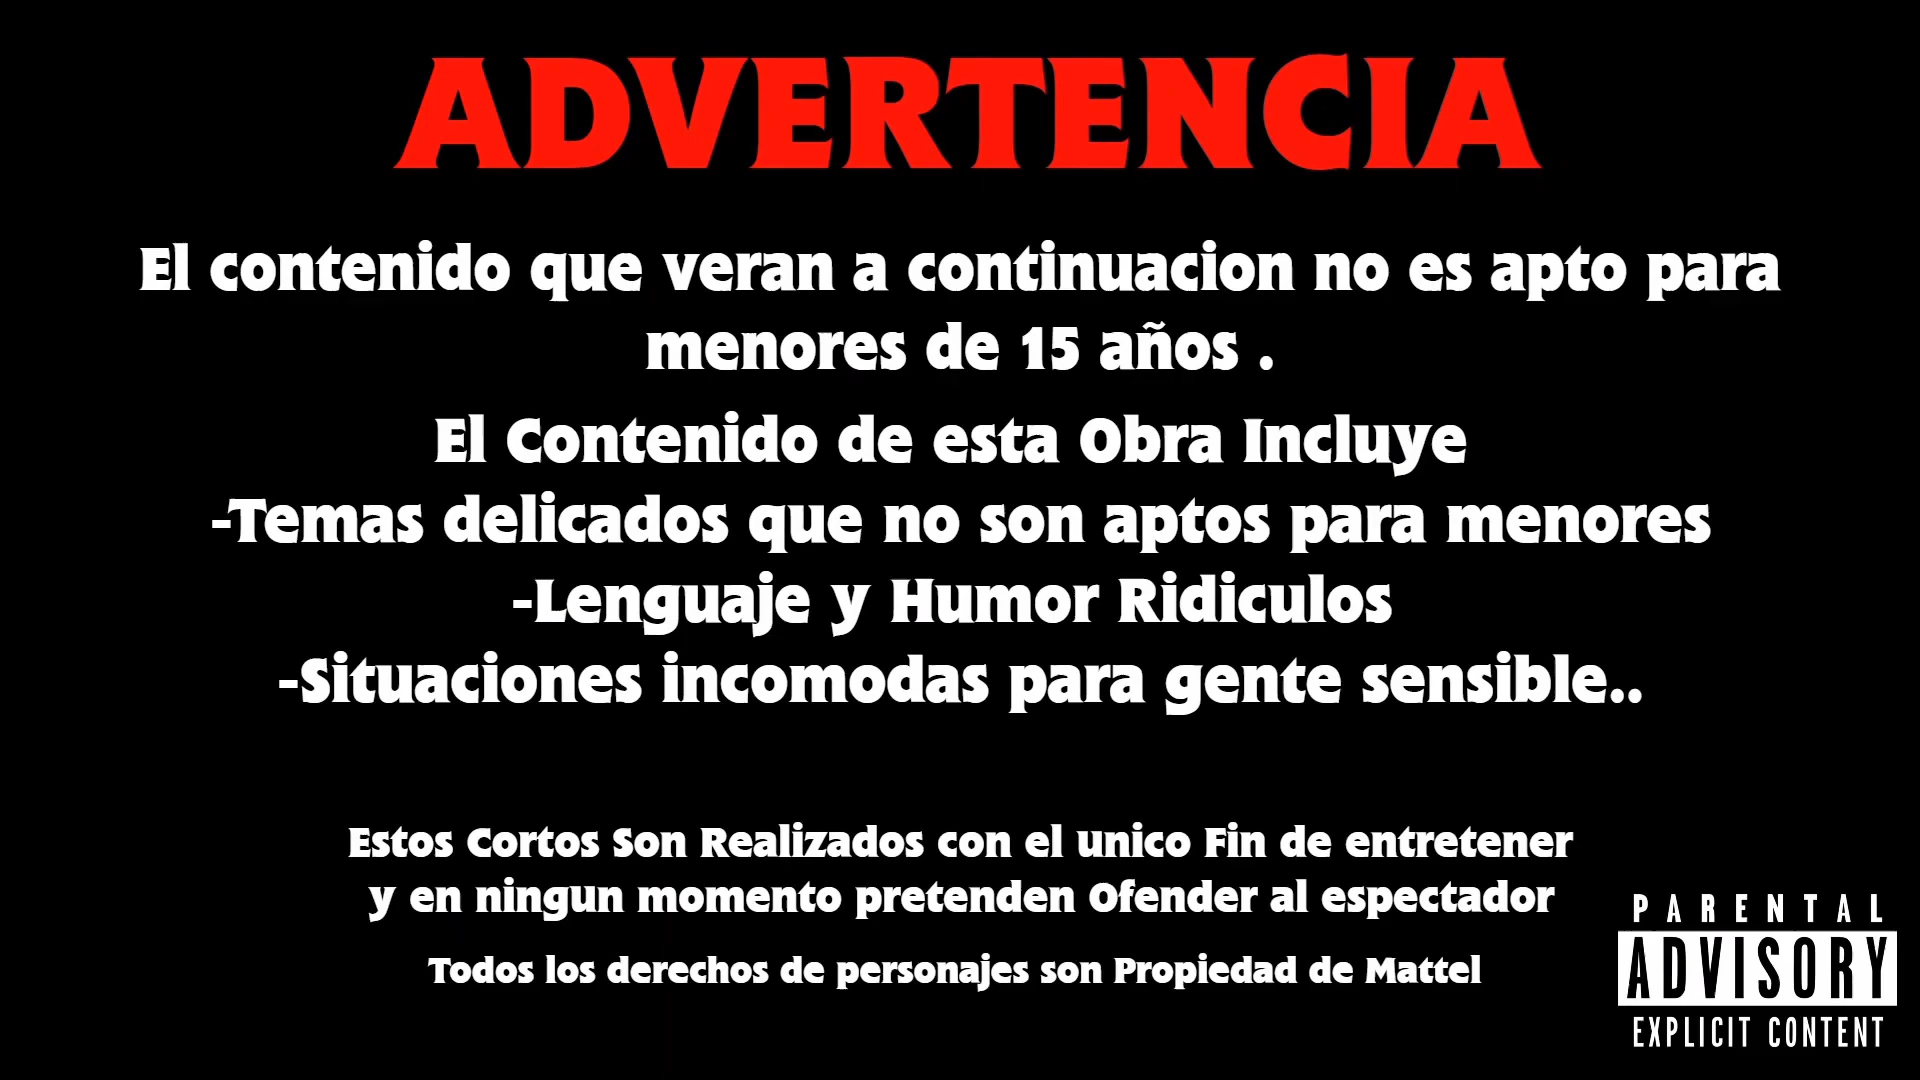 ADVERTENCIA
El contenido que veran a continuacion no es apto para
menores de 15 años .
El Contenido de esta Obra Incluye
-Temas delicados que no son aptos para menores
-Lenguaje y Humor Ridiculos
-Situaciones incomodas para gente sensible..
Estos Cortos Son Realizados con el unico Fin de entretener
y en ningun momento pretenden Ofender al espectador
Todos los derechos de personajes son Propiedad de Mattel
PARENTAL
ADVISORY
EXPLICIT CONTENT